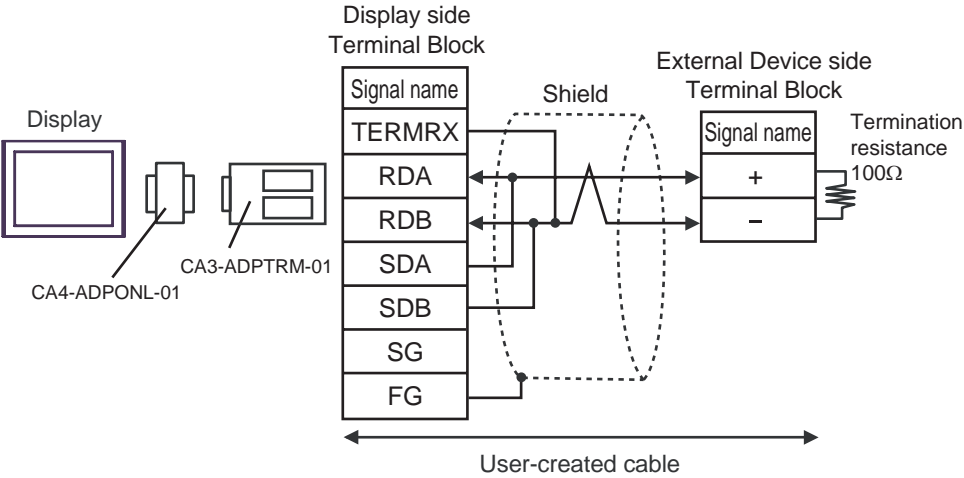 Display side
Terminal Block
External Device side
Terminal Block
Signal name
Shield
Display
TERMRX
Signal name
Termination
resistance
100Ω
RDA
+
RDB
−
SDA
CA3-ADPTRM-01
CA4-ADPONL-01
SDB
SG
FG
User-created cable